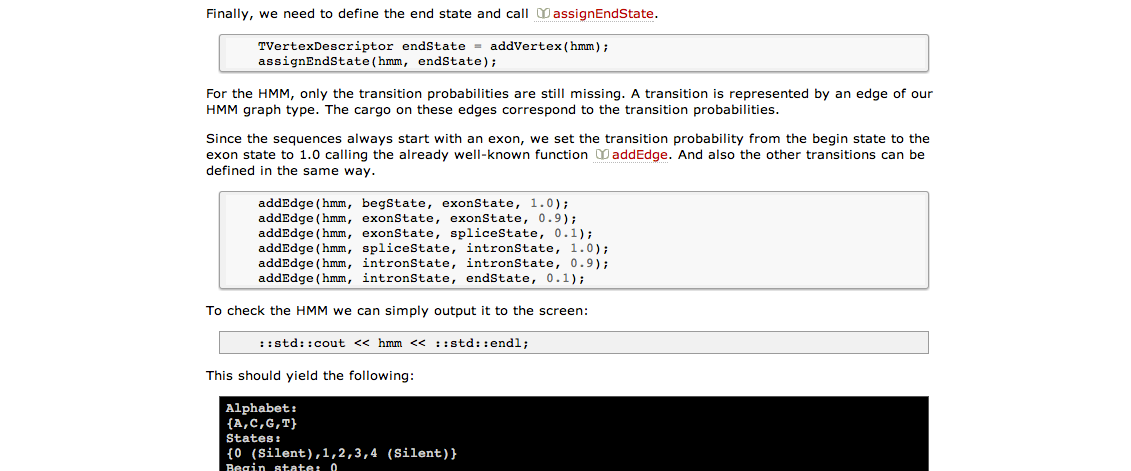 Finally, we need to define the end state and call assignEndState.
TVertexDescriptor endState = addVertex(hmm);
assignEndState(hmm, endState);
For the HMM, only the transition probabilities are still missing. A transition is represented by an edge of our
HMM graph type. The cargo on these edges correspond to the transition probabilities.
Since the sequences always start with an exon, we set the transition probability from the begin state to the
exon state to 1.0 calling the already well-known function addEdge. And also the other transitions can be
defined in the same way.
addEdge(hmm, begState, exonState, 1.0);
addEdge(hmm, exonState, exonState, 0.9);
addEdge(hmm, exonState, spliceState, 0.1);
addEdge(hmm, spliceState, intronState, 1.0);
addEdge(hmm, intronState, intronState, 0.9);
addEdge(hmm, intronState, endState, 0.1);
To check the HMM we can simply output it to the screen:
::std::cout << hmm << ::std::endl;
This should yield the following:
Alphabet:
{A,C,G,T}
States:
{0 (Silent),1,2,3,4 (Silent)}
Begin state: 0